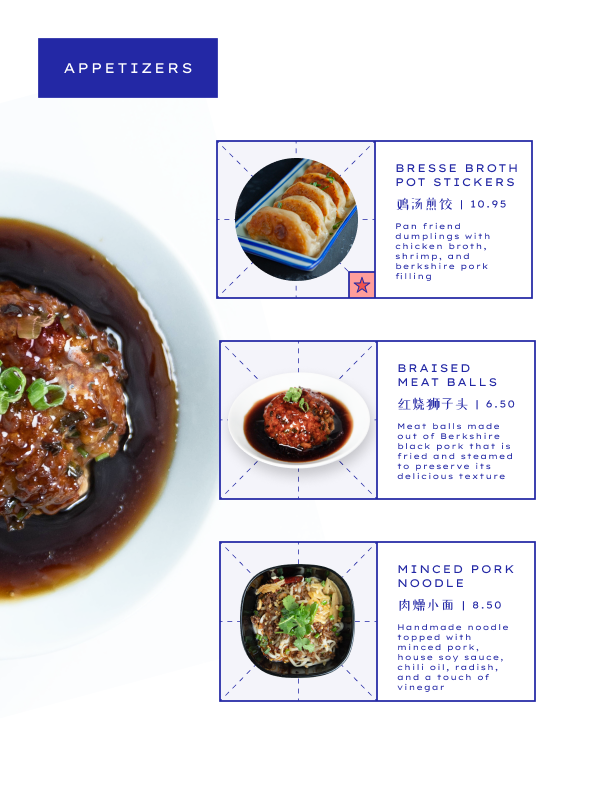 APPETIZERS
BRESSE BROTH
POT STICKERS
鸡汤煎饺 | 10.95
Pan friend
dumplings with
chicken broth,
shrimp, and
berkshire pork
filling
BRAISED
MEAT BALLS
红烧狮子头 | 6.50
Meat balls made
out of Berkshire
black pork that is
fried and steamed
to preserve its
delicious texture
MINCED PORK
NOODLE
肉燥小面 | 8.50
Handmade noodle
topped with
minced pork,
house soy sauce,
chili oil, radish,
and a touch of
vinegar